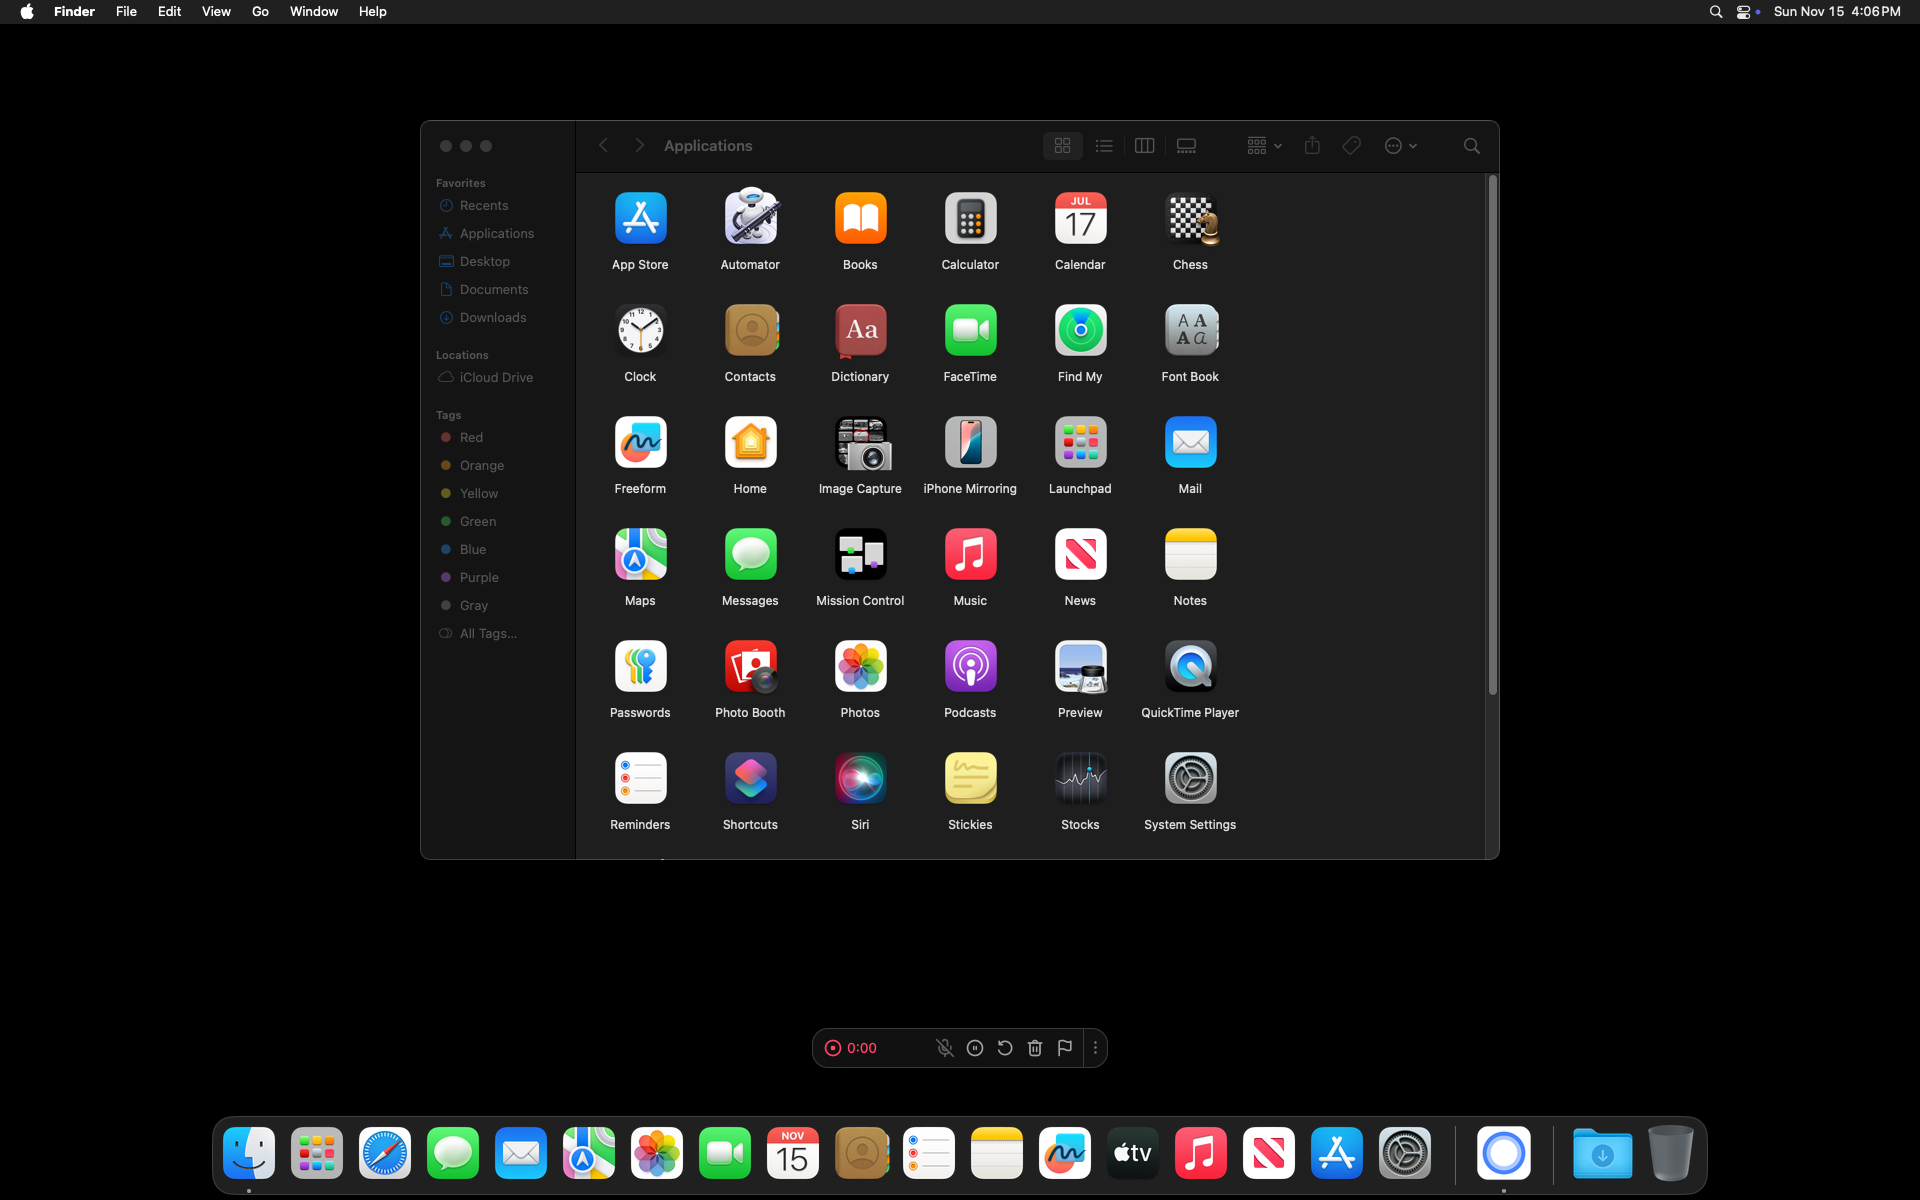 Finder File Edit View Go Window Help
Sun Nov 15 4:06 PM
Applications
Favorites
Recents
Applications
Desktop
Documents
Downloads
Locations
iCloud Drive
Tags
Red
Orange
Yellow
Green
Blue
Purple
Gray
All Tags...
JUL
17
App Store Automator Books Calculator Calendar Chess
Aa
A A
A a
Clock Contacts Dictionary FaceTime Find My Font Book
Freeform Home Image Capture iPhone Mirroring Launchpad Mail
Maps Messages Mission Control Music News Notes
Passwords Photo Booth Photos Podcasts Preview QuickTime Player
Reminders Shortcuts Siri Stickies Stocks System Settings
0:00
NOV
15
tv